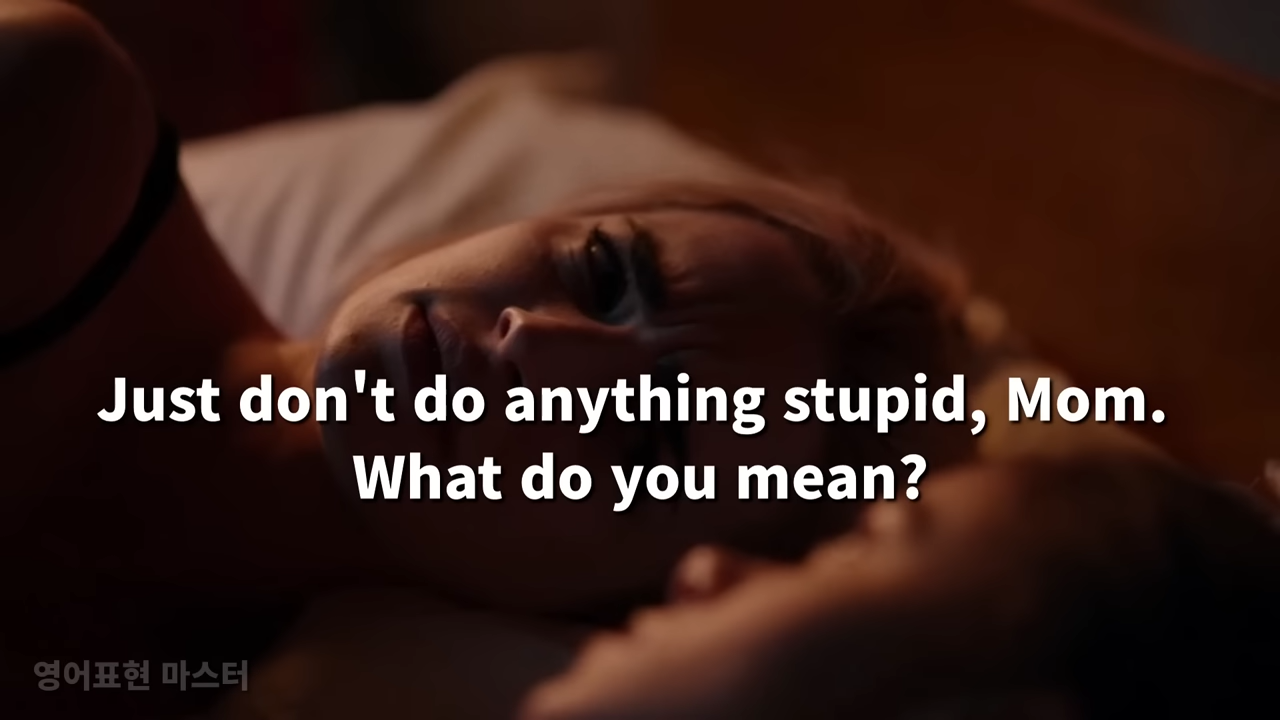 Just don't do anything stupid, Mom.
What do you mean?
영어표현 마스터